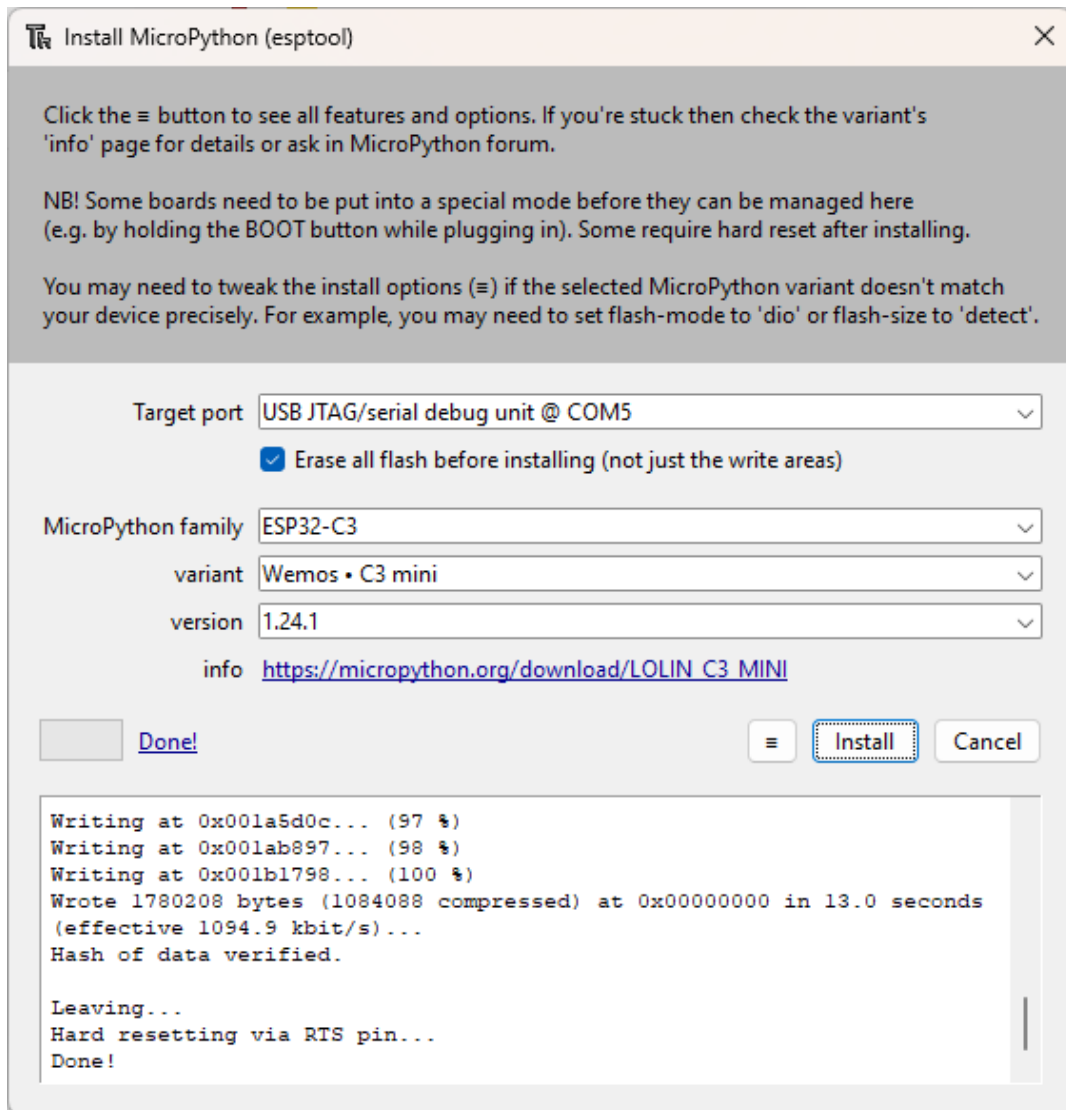 Install MicroPython (esptool)
Click the ≡ button to see all features and options. If you're stuck then check the variant's
'info' page for details or ask in MicroPython forum.
NB! Some boards need to be put into a special mode before they can be managed here
(e.g. by holding the BOOT button while plugging in). Some require hard reset after installing.
You may need to tweak the install options (≡) if the selected MicroPython variant doesn't match
your device precisely. For example, you may need to set flash-mode to 'dio' or flash-size to 'detect'.
Target port USB JTAG/serial debug unit @ COM5
Erase all flash before installing (not just the write areas)
MicroPython family ESP32-C3
variant Wemos • C3 mini
version 1.24.1
info https://micropython.org/download/LOLIN_C3_MINI
Done! ≡ Install Cancel
Writing at 0x001a5d0c... (97 %)
Writing at 0x001ab897... (98 %)
Writing at 0x001b1798... (100 %)
Wrote 1780208 bytes (1084088 compressed) at 0x00000000 in 13.0 seconds
(effective 1094.9 kbit/s)...
Hash of data verified.
Leaving...
Hard resetting via RTS pin...
Done!